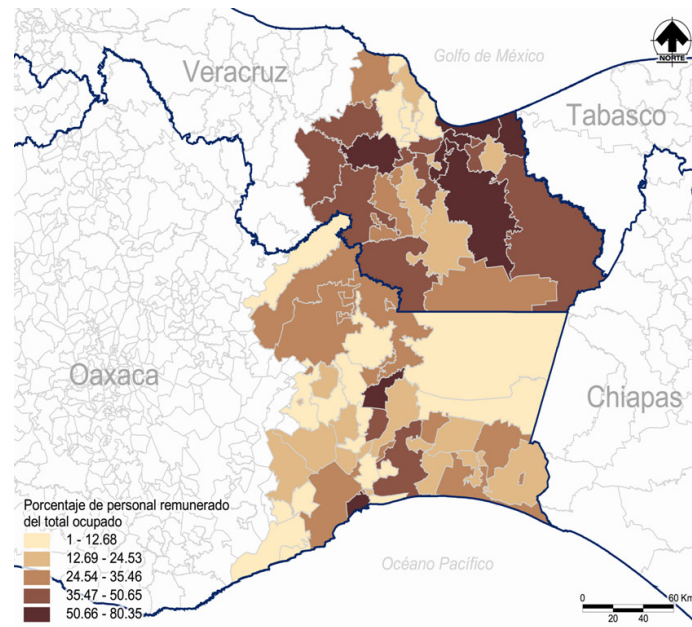 Golfo de México
NORTE
Veracruz
Tabasco
Oaxaca
Chiapas
Porcentaje de personal remunerado
del total ocupado
1 - 12.68
12.69 - 24.53
24.54 - 35.46
35.47 - 50.65
50.66 - 80.35
Océano Pacífico
0 60 Km
20 40